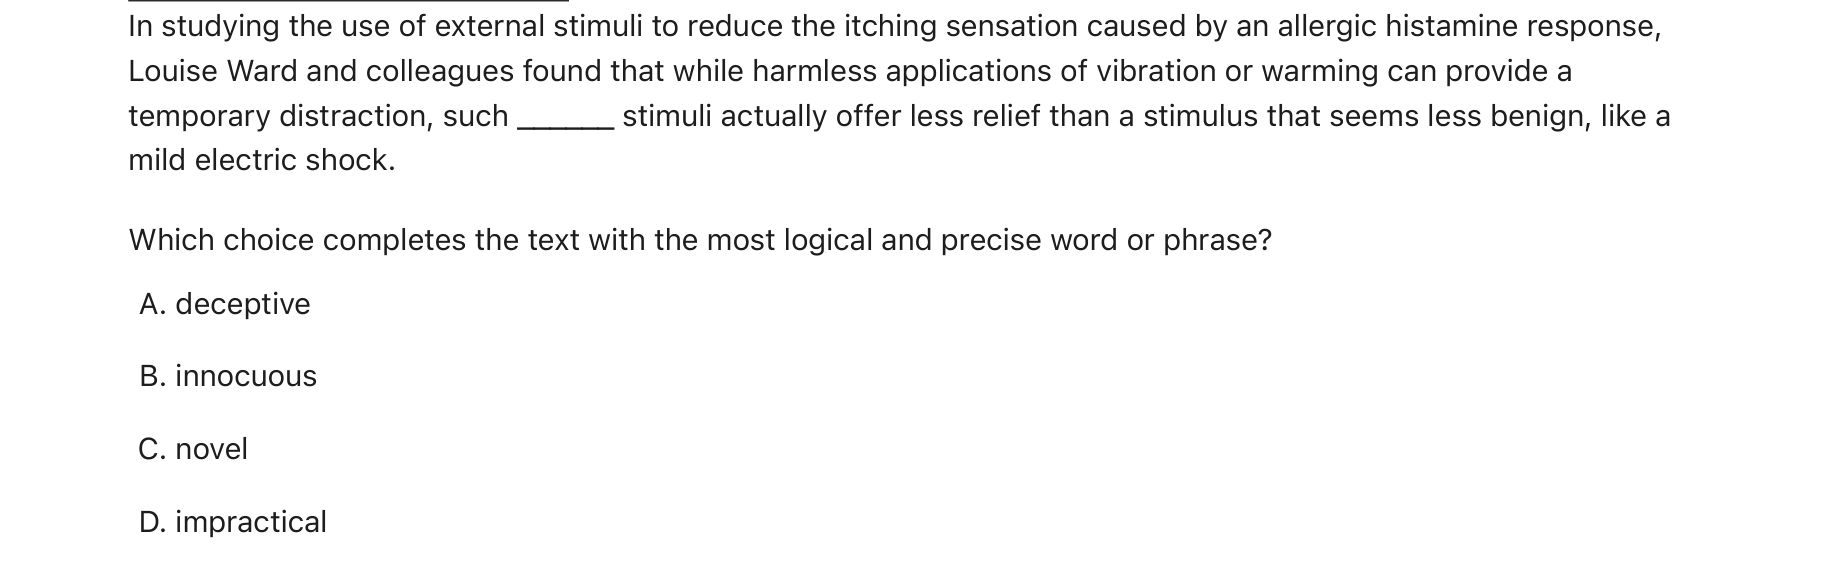 In studying the use of external stimuli to reduce the itching sensation caused by an allergic histamine response,
Louise Ward and colleagues found that while harmless applications of vibration or warming can provide a
temporary distraction, such ______ stimuli actually offer less relief than a stimulus that seems less benign, like a
mild electric shock.
Which choice completes the text with the most logical and precise word or phrase?
A. deceptive
B. innocuous
C. novel
D. impractical